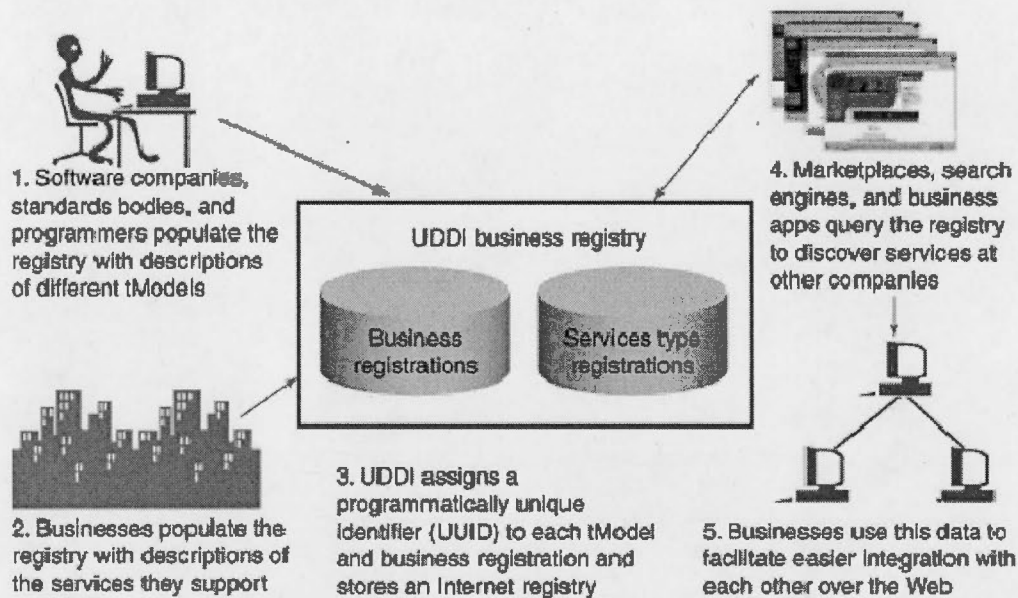 1. Software companies,
standards bodies, and
programmers populate the
registry with descriptions
of different tModels
2. Businesses populate the
registry with descriptions of
the services they support
UDDI business registry
Business
registrations
Services type
registrations
3. UDDI assigns a
programmatically unique
identifier (UUID) to each tModel
and business registration and
stores an Internet registry
4. Marketplaces, search
engines, and business
apps query the registry
to discover services at
other companies
5. Businesses use this data to
facilitate easier integration with
each other over the Web